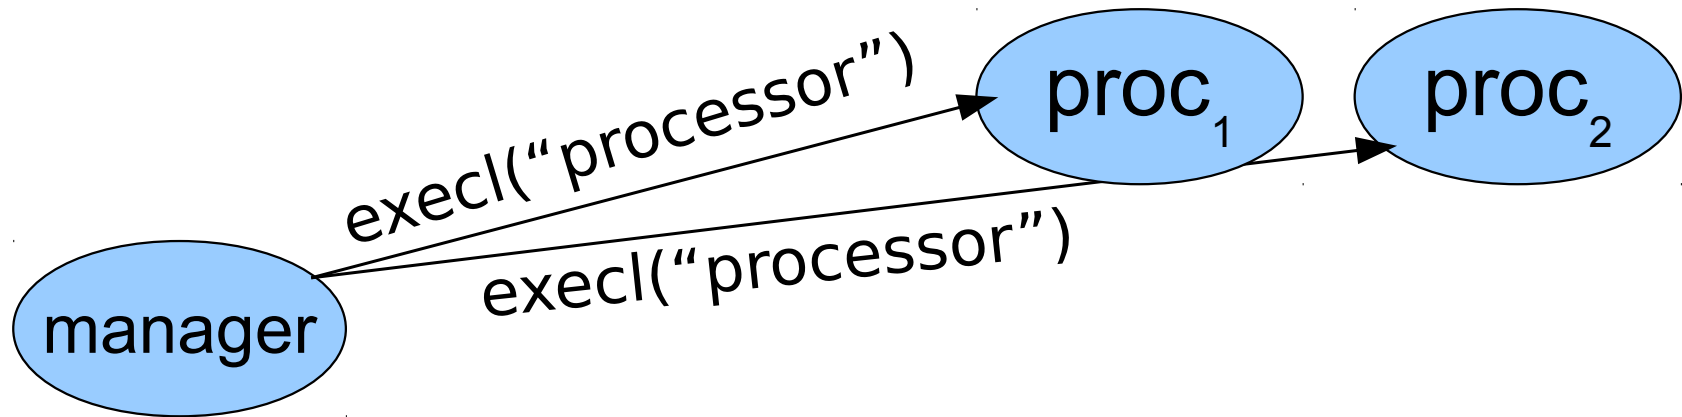 execl(“processor”)
proc1
proc2
execl(“processor”)
manager